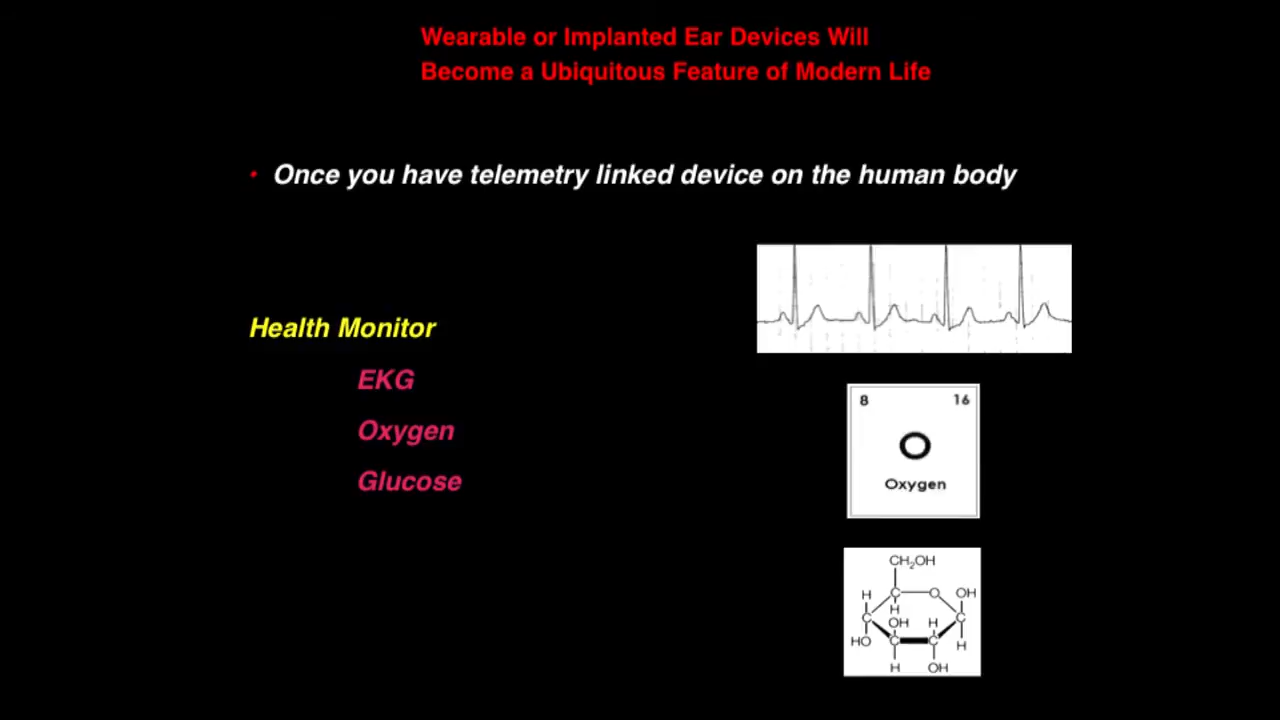 Wearable or Implanted Ear Devices Will
Become a Ubiquitous Feature of Modern Life
• Once you have telemetry linked device on the human body
Health Monitor
EKG
Oxygen
Glucose
8 16
O
Oxygen
CH2OH
H C O OH
H
C OH H C
HO C C H
H OH